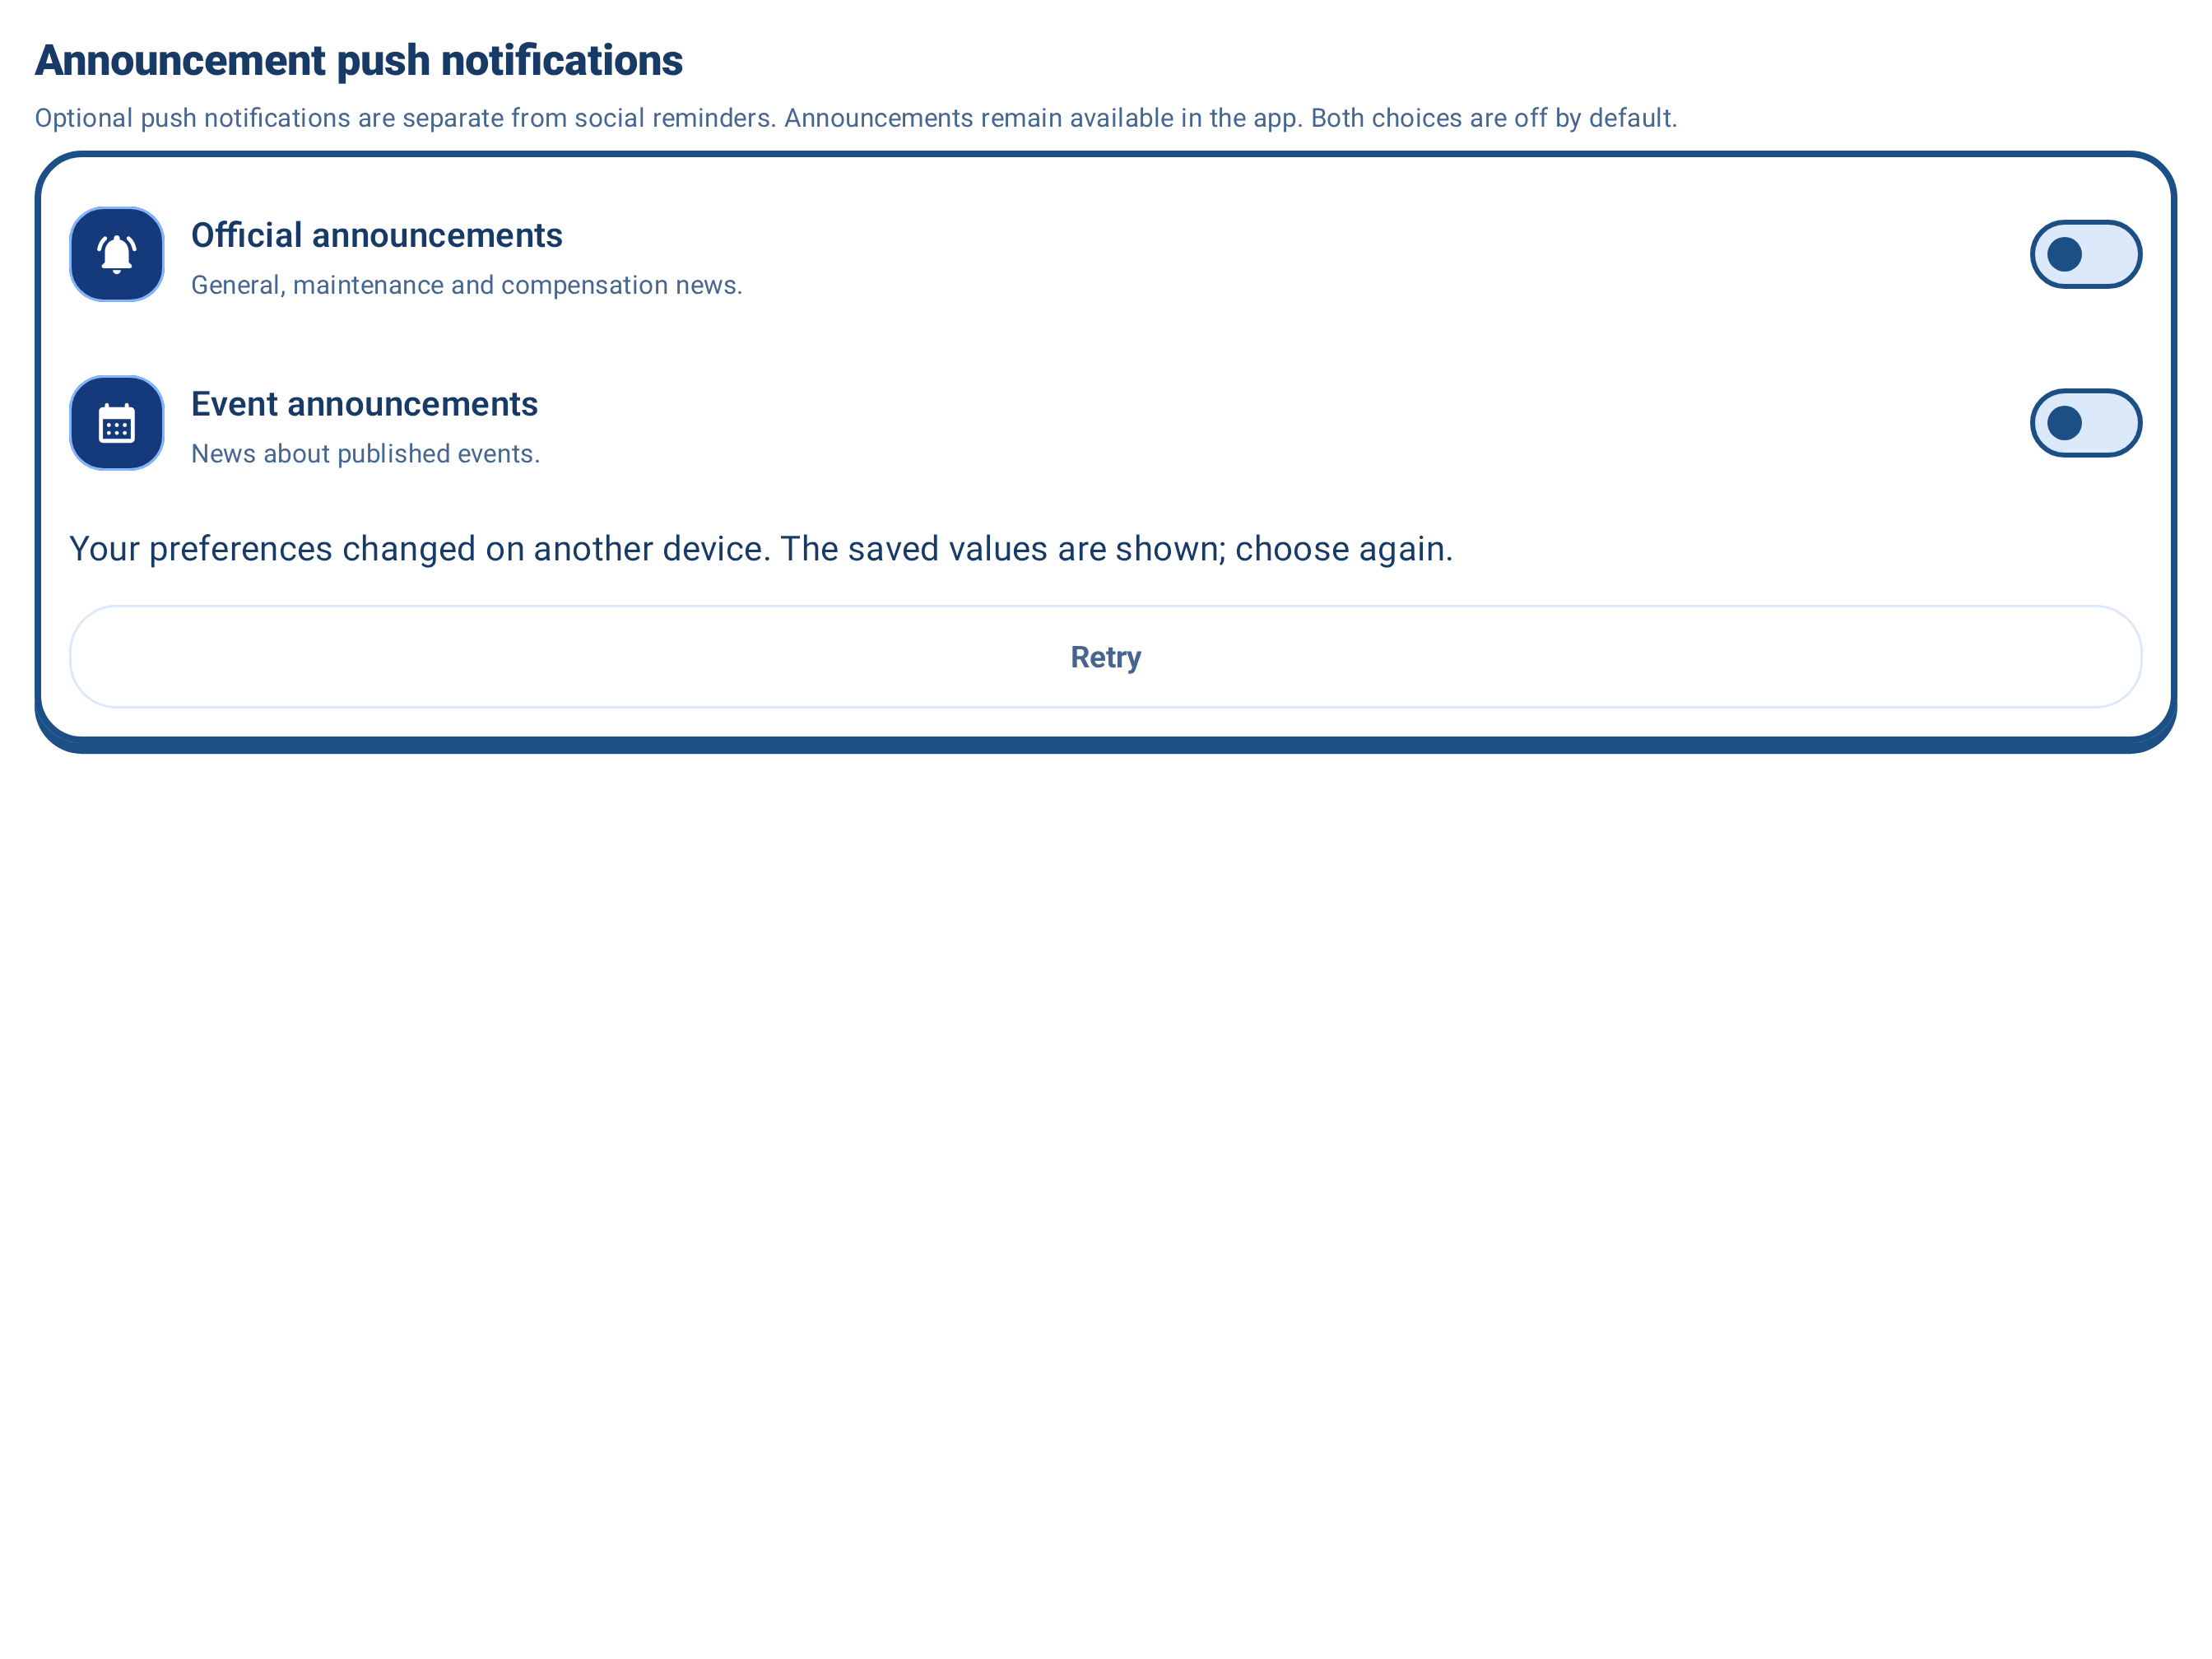 Announcement push notifications
Optional push notifications are separate from social reminders. Announcements remain available in the app. Both choices are off by default.
Official announcements
General, maintenance and compensation news.
Event announcements
News about published events.
Your preferences changed on another device. The saved values are shown; choose again.
Retry